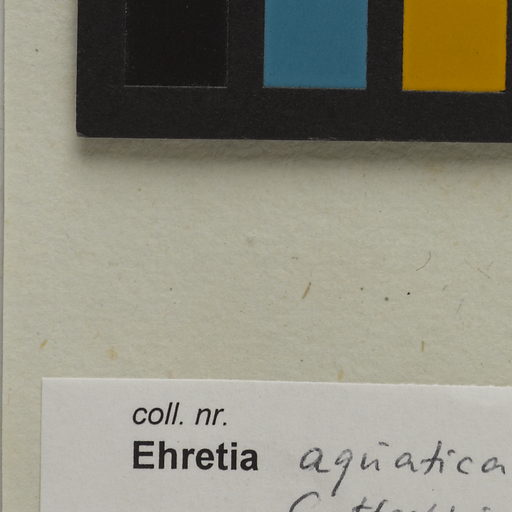 coll. nr.
Ehretia aquatica